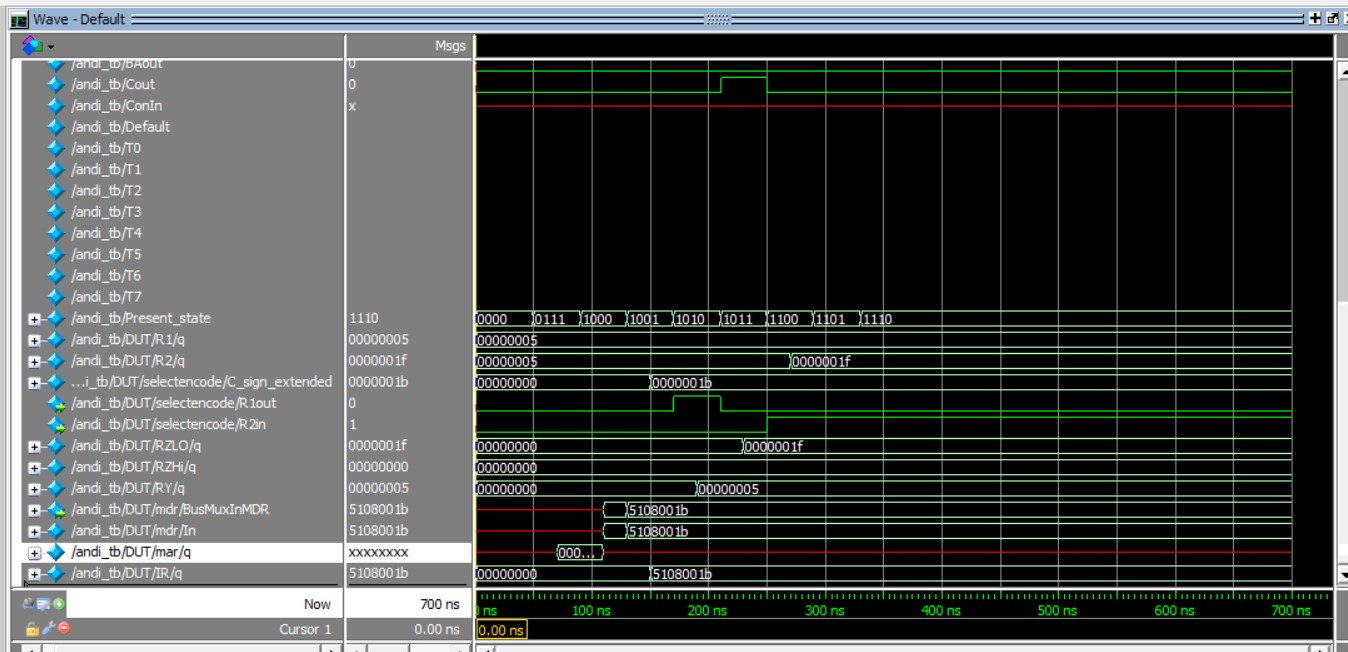 Wave - Default
Msgs
/andi_tb/BAout 0
/andi_tb/Cout 0
/andi_tb/ConIn x
/andi_tb/Default
/andi_tb/T0
/andi_tb/T1
/andi_tb/T2
/andi_tb/T3
/andi_tb/T4
/andi_tb/T5
/andi_tb/T6
/andi_tb/T7
/andi_tb/Present_state 1110 0000 0111 1000 1001 1010 1011 1100 1101 1110
/andi_tb/DUT/R1/q 00000005 00000005
/andi_tb/DUT/R2/q 0000001f 00000005 0000001f
...i_tb/DUT/selectencode/C_sign_extended 0000001b 00000000 0000001b
/andi_tb/DUT/selectencode/R1out 0
/andi_tb/DUT/selectencode/R2in 1
/andi_tb/DUT/RZLO/q 0000001f 00000000 0000001f
/andi_tb/DUT/RZHi/q 00000000 00000000
/andi_tb/DUT/RY/q 00000005 00000000 00000005
/andi_tb/DUT/mdr/BusMuxInMDR 5108001b 5108001b
/andi_tb/DUT/mdr/In 5108001b 5108001b
/andi_tb/DUT/mar/q xxxxxxxx 000...
/andi_tb/DUT/IR/q 5108001b 00000000 5108001b
Now 700 ns ns 100 ns 200 ns 300 ns 400 ns 500 ns 600 ns 700 ns
Cursor 1 0.00 ns 0.00 ns